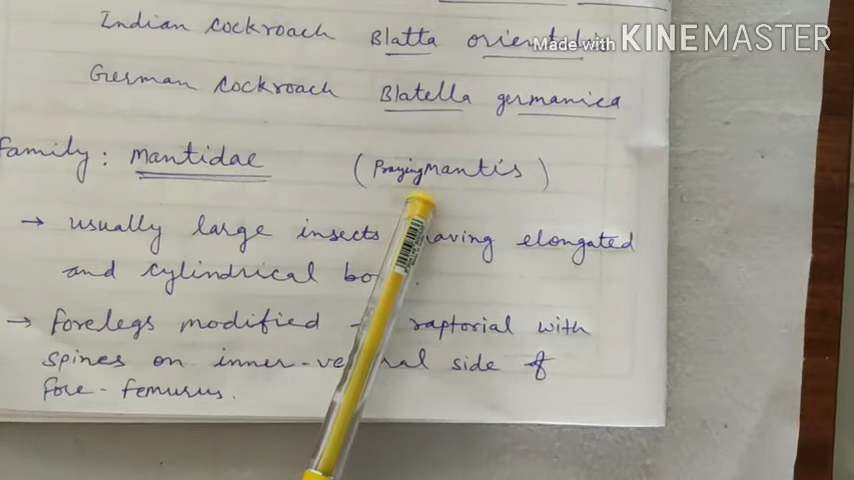 Indian cockroach Blatta
Made with KINEMASTER
German cockroach Blatella germanica
Family: Mantidae (Praying mantis)
→ usually large insects having elongated
and cylindrical
→ Forelegs modified raptorial with
spines on inner-ventral side of
fore-femurus.